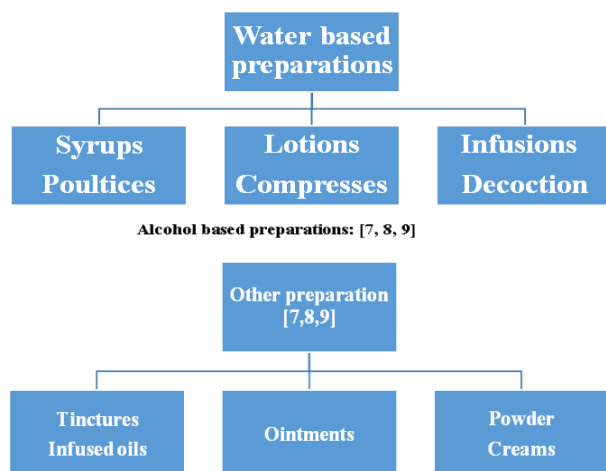 Water based
preparations
Syrups
Poultices
Lotions
Compresses
Infusions
Decoction
Alcohol based preparations: [7, 8, 9]
Other preparation
[7,8,9]
Tinctures
Infused oils
Ointments
Powder
Creams